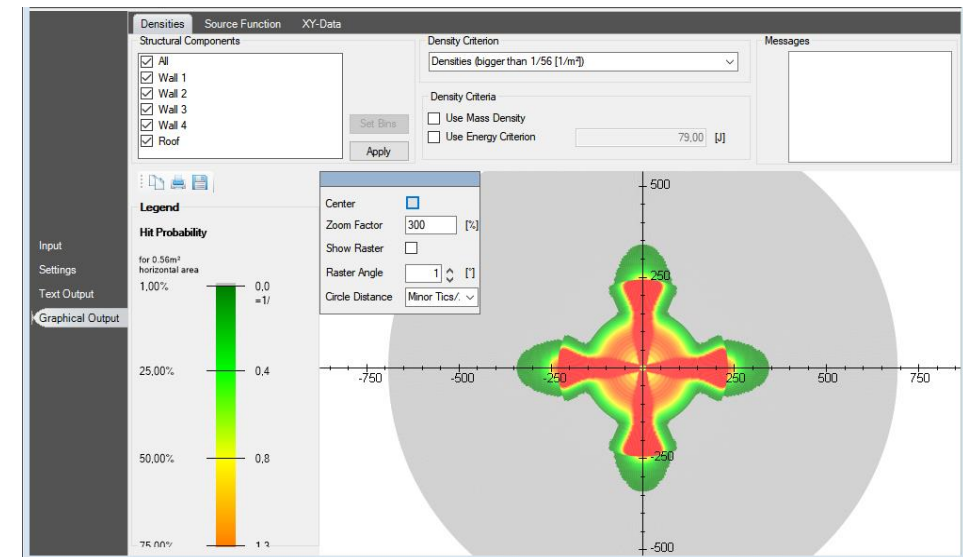 Densities Source Function XY-Data
Structural Components
All
Wall 1
Wall 2
Wall 3
Wall 4
Roof
Set Bins
Apply
Density Criterion
Densities (bigger than 1/56 [1/m²])
Density Criteria
Use Mass Density
Use Energy Criterion 79,00 [J]
Messages
Input
Settings
Text Output
Graphical Output
Legend
Hit Probability
for 0.56m²
horizontal area
1,00% 0,0
=1/
25,00% 0,4
50,00% 0,8
75,00% 1,3
Center
Zoom Factor 300 [%]
Show Raster
Raster Angle 1 [°]
Circle Distance Minor Tics/.
500
250
-750 -500 -250 250 500 750
-250
-500